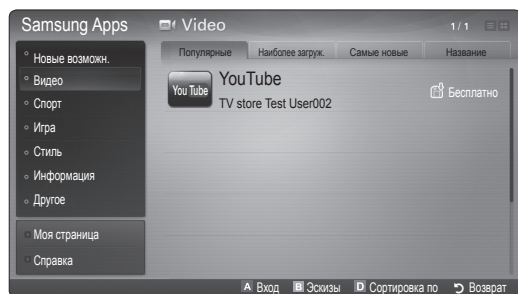 Samsung Apps
Video
1/1
Новые возможн.
Видео
Спорт
Игра
Стиль
Информация
Другое
Моя страница
Справка
Популярные Наиболее загруж. Самые новые Название
You Tube
YouTube
TV store Test User002
Бесплатно
A Вход B Эскизы D Сортировка по Возврат